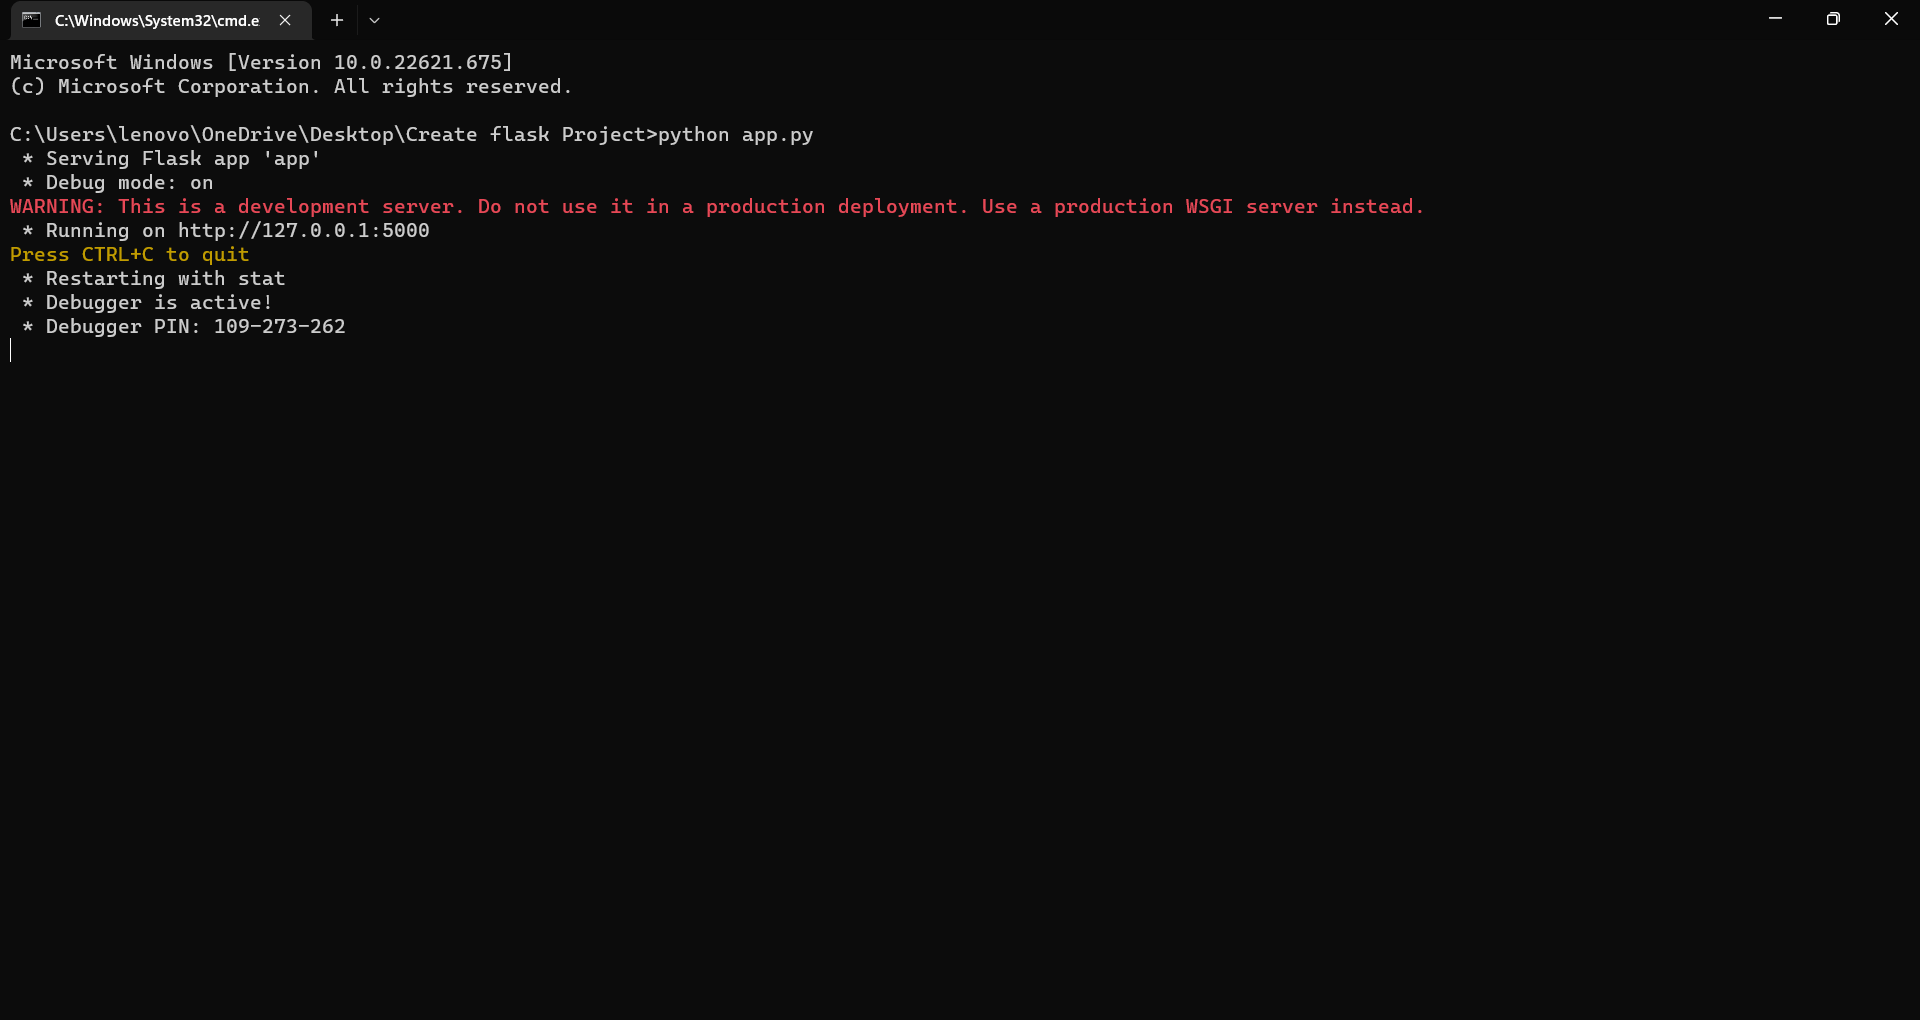 C:\Windows\System32\cmd.e
Microsoft Windows [Version 10.0.22621.675]
(c) Microsoft Corporation. All rights reserved.
C:\Users\lenovo\OneDrive\Desktop\Create flask Project>python app.py
 * Serving Flask app 'app'
 * Debug mode: on
WARNING: This is a development server. Do not use it in a production deployment. Use a production WSGI server instead.
 * Running on http://127.0.0.1:5000
Press CTRL+C to quit
 * Restarting with stat
 * Debugger is active!
 * Debugger PIN: 109-273-262